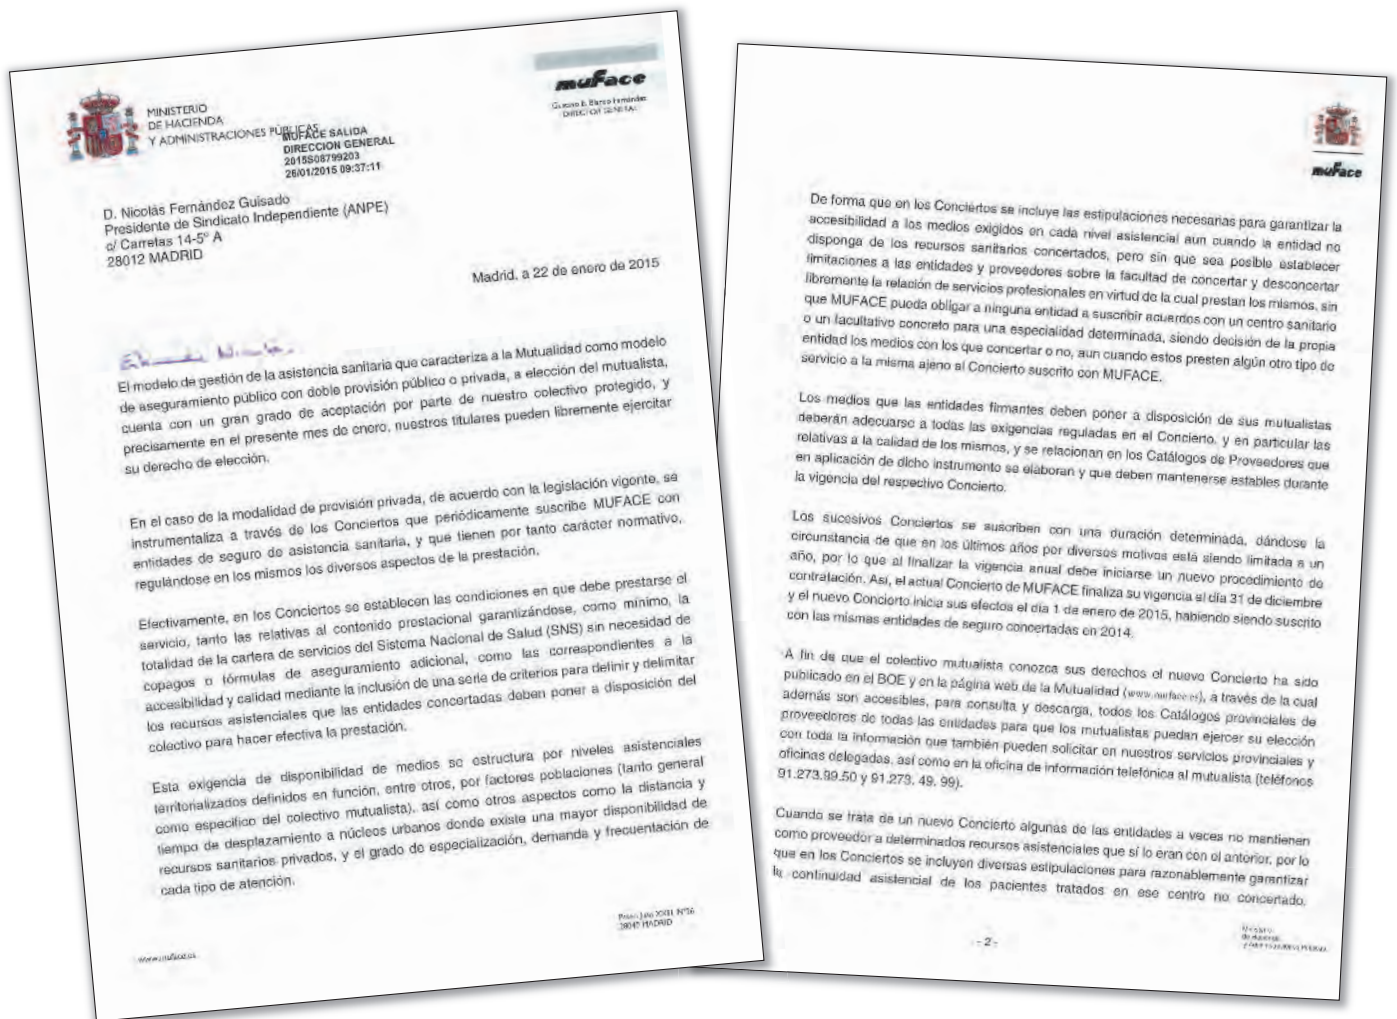 MINISTERIO
DE HACIENDA
Y ADMINISTRACIONES PÚBLICAS
MUFACE SALIDA
DIRECCION GENERAL
2015S08799203
26/01/2015 09:37:11
muface
Gustavo E. Blanco Fernández
DIRECTOR GENERAL
D. Nicolás Fernández Guisado
Presidente de Sindicato Independiente (ANPE)
c/ Carretas 14-5º A
28012 MADRID
Madrid, a 22 de enero de 2015
El modelo de gestión de la asistencia sanitaria que caracteriza a la Mutualidad como modelo
de aseguramiento público con doble provisión público o privada, a elección del mutualista,
cuenta con un gran grado de aceptación por parte de nuestro colectivo protegido, y
precisamente en el presente mes de enero, nuestros titulares pueden libremente ejercitar
su derecho de elección.
En el caso de la modalidad de provisión privada, de acuerdo con la legislación vigente, se
instrumentaliza a través de los Conciertos que periódicamente suscribe MUFACE con
entidades de seguro de asistencia sanitaria, y que tienen por tanto carácter normativo,
regulándose en los mismos los diversos aspectos de la prestación.
Efectivamente, en los Conciertos se establecen las condiciones en que debe prestarse el
servicio, tanto las relativas al contenido prestacional garantizándose, como mínimo, la
totalidad de la cartera de servicios del Sistema Nacional de Salud (SNS) sin necesidad de
copagos o fórmulas de aseguramiento adicional, como las correspondientes a la
accesibilidad y calidad mediante la inclusión de una serie de criterios para definir y delimitar
los recursos asistenciales que las entidades concertadas deben poner a disposición del
colectivo para hacer efectiva la prestación.
Esta exigencia de disponibilidad de medios se estructura por niveles asistenciales
territorializados definidos en función, entre otros, por factores poblaciones (tanto general
como especifico del colectivo mutualista), así como otros aspectos como la distancia y
tiempo de desplazamiento a núcleos urbanos donde existe una mayor disponibilidad de
recursos sanitarios privados, y el grado de especialización, demanda y frecuentación de
cada tipo de atención.
www.muface.es
Paseo Juan XXIII, Nº26
28040 MADRID
muface
De forma que en los Conciertos se incluye las estipulaciones necesarias para garantizar la
accesibilidad a los medios exigidos en cada nivel asistencial aun cuando la entidad no
disponga de los recursos sanitarios concertados, pero sin que sea posible establecer
limitaciones a las entidades y proveedores sobre la facultad de concertar y desconcertar
libremente la relación de servicios profesionales en virtud de la cual prestan los mismos, sin
que MUFACE pueda obligar a ninguna entidad a suscribir acuerdos con un centro sanitario
o un facultativo concreto para una especialidad determinada, siendo decisión de la propia
entidad los medios con los que concertar o no, aun cuando estos presten algún otro tipo de
servicio a la misma ajeno al Concierto suscrito con MUFACE.
Los medios que las entidades firmantes deben poner a disposición de sus mutualistas
deberán adecuarse a todas las exigencias reguladas en el Concierto, y en particular las
relativas a la calidad de los mismos, y se relacionan en los Catálogos de Proveedores que
en aplicación de dicho instrumento se elaboran y que deben mantenerse estables durante
la vigencia del respectivo Concierto.
Los sucesivos Conciertos se suscriben con una duración determinada, dándose la
circunstancia de que en los últimos años por diversos motivos está siendo limitada a un
año, por lo que al finalizar la vigencia anual debe iniciarse un nuevo procedimiento de
contratación. Así, el actual Concierto de MUFACE finaliza su vigencia el día 31 de diciembre
y el nuevo Concierto inicia sus efectos el día 1 de enero de 2015, habiendo siendo suscrito
con las mismas entidades de seguro concertadas en 2014.
A fin de que el colectivo mutualista conozca sus derechos el nuevo Concierto ha sido
publicado en el BOE y en la página web de la Mutualidad (www.muface.es), a través de la cual
además son accesibles, para consulta y descarga, todos los Catálogos provinciales de
proveedores de todas las entidades para que los mutualistas puedan ejercer su elección
con toda la información que también pueden solicitar en nuestros servicios provinciales y
oficinas delegadas, así como en la oficina de información telefónica al mutualista (teléfonos
91.273.99.50 y 91.273. 49. 99).
Cuando se trata de un nuevo Concierto algunas de las entidades a veces no mantienen
como proveedor a determinados recursos asistenciales que sí lo eran con el anterior, por lo
que en los Conciertos se incluyen diversas estipulaciones para razonablemente garantizar
la continuidad asistencial de los pacientes tratados en ese centro no concertado.
- 2 -